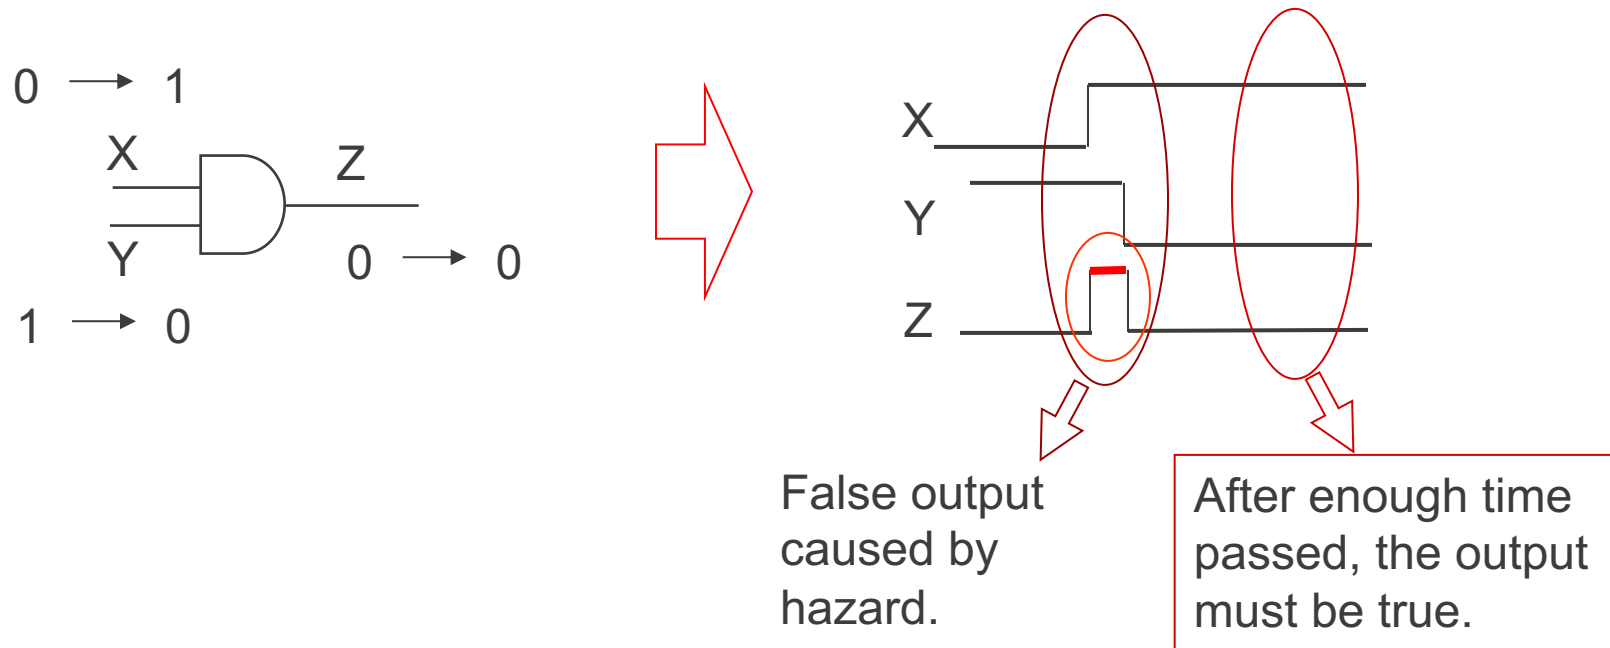 0 → 1
X
Z
Y
0 → 0
1 → 0
X
Y
Z
False output
caused by
hazard.
After enough time
passed, the output
must be true.